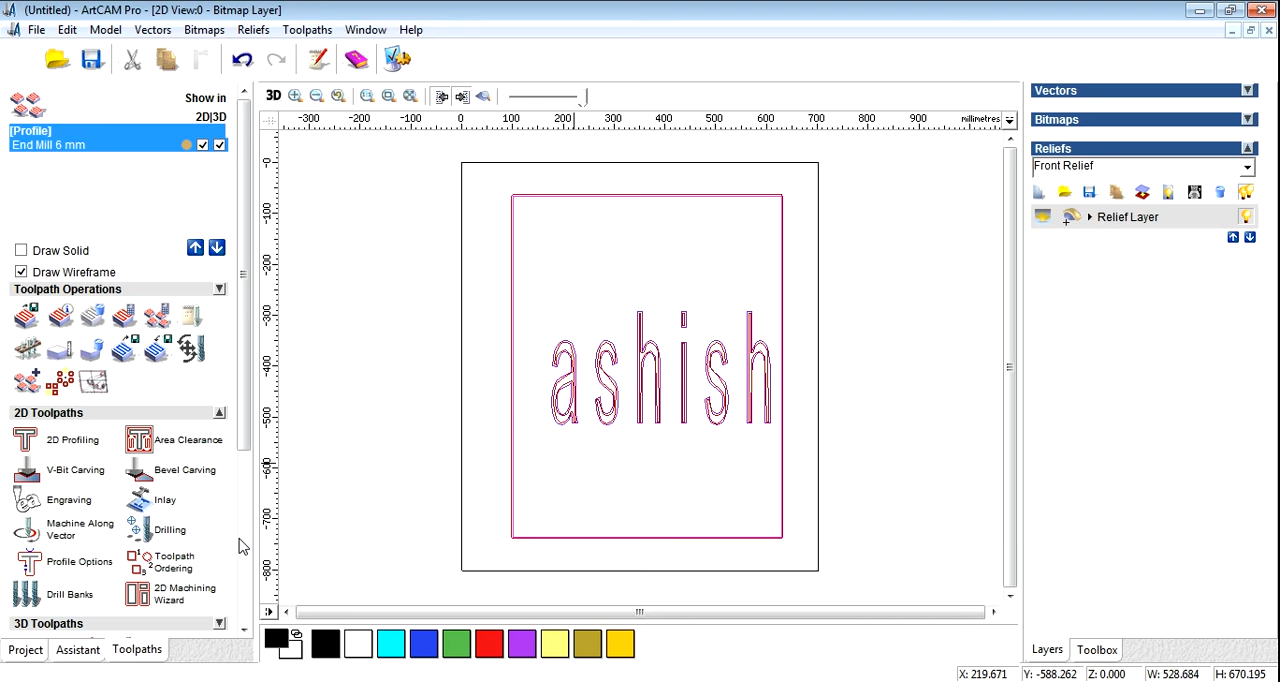 (Untitled) - ArtCAM Pro - [2D View:0 - Bitmap Layer]
File Edit Model Vectors Bitmaps Reliefs Toolpaths Window Help
Show in
2D|3D
[Profile]
End Mill 6 mm
Draw Solid
Draw Wireframe
Toolpath Operations
2D Toolpaths
2D Profiling Area Clearance
V-Bit Carving Bevel Carving
Engraving Inlay
Machine Along Vector Drilling
Profile Options Toolpath Ordering
Drill Banks 2D Machining Wizard
3D Toolpaths
Project Assistant Toolpaths
3D
-300 -200 -100 0 100 200 300 400 500 600 700 800 900 millimetres
-0
-100
-200
-300
-400
-500
-600
-700
-800
ashish
Vectors
Bitmaps
Reliefs
Front Relief
Relief Layer
Layers Toolbox
X: 219.671 Y: -588.262 Z: 0.000 W: 528.684 H: 670.195